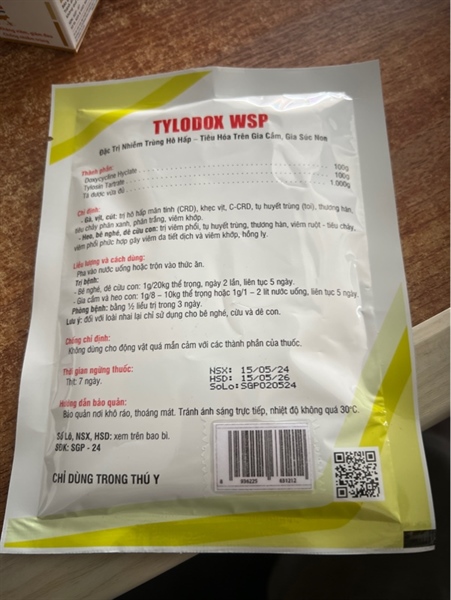 TYLODOX WSP
Đặc Trị Nhiễm Trùng Hô Hấp – Tiêu Hóa Trên Gia Cầm, Gia Súc Non
Thành phần:
Doxycycline Hyclate 100g
Tylosin Tartrate 100g
Tá dược vừa đủ 1.000g
Chỉ định:
- Gà, vịt, cút: trị hô hấp mãn tính (CRD), khẹc vịt, C-CRD, tụ huyết trùng (toi), thương hàn,
tiêu chảy phân xanh, phân trắng, viêm khớp.
- Heo, bê nghé, dê cừu con: trị viêm phổi, tụ huyết trùng, thương hàn, viêm ruột - tiêu chảy,
viêm phổi phức hợp gây viêm da tiết dịch và viêm khớp, hồng lỵ.
Liều lượng và cách dùng:
Pha vào nước uống hoặc trộn vào thức ăn.
Trị bệnh:
- Bê nghé, dê cừu con: 1g/20kg thể trọng, ngày 2 lần, liên tục 5 ngày.
- Gia cầm và heo con: 1g/8 – 10kg thể trọng hoặc 1g/1 – 2 lít nước uống, liên tục 5 ngày.
Phòng bệnh: bằng ½ liều trị trong 3 ngày.
Lưu ý: đối với loài nhai lại chỉ sử dụng cho bê nghé, cừu và dê con.
Chống chỉ định:
Không dùng cho động vật quá mẫn cảm với các thành phần của thuốc.
Thời gian ngừng thuốc:
Thịt: 7 ngày.
NSX: 15/05/24
HSD: 15/05/26
SoLo: SGP020524
Hướng dẫn bảo quản:
Bảo quản nơi khô ráo, thoáng mát. Tránh ánh sáng trực tiếp, nhiệt độ không quá 30°C.
Số Lô, NSX, HSD: xem trên bao bì.
SĐK: SGP - 24
CHỈ DÙNG TRONG THÚ Y